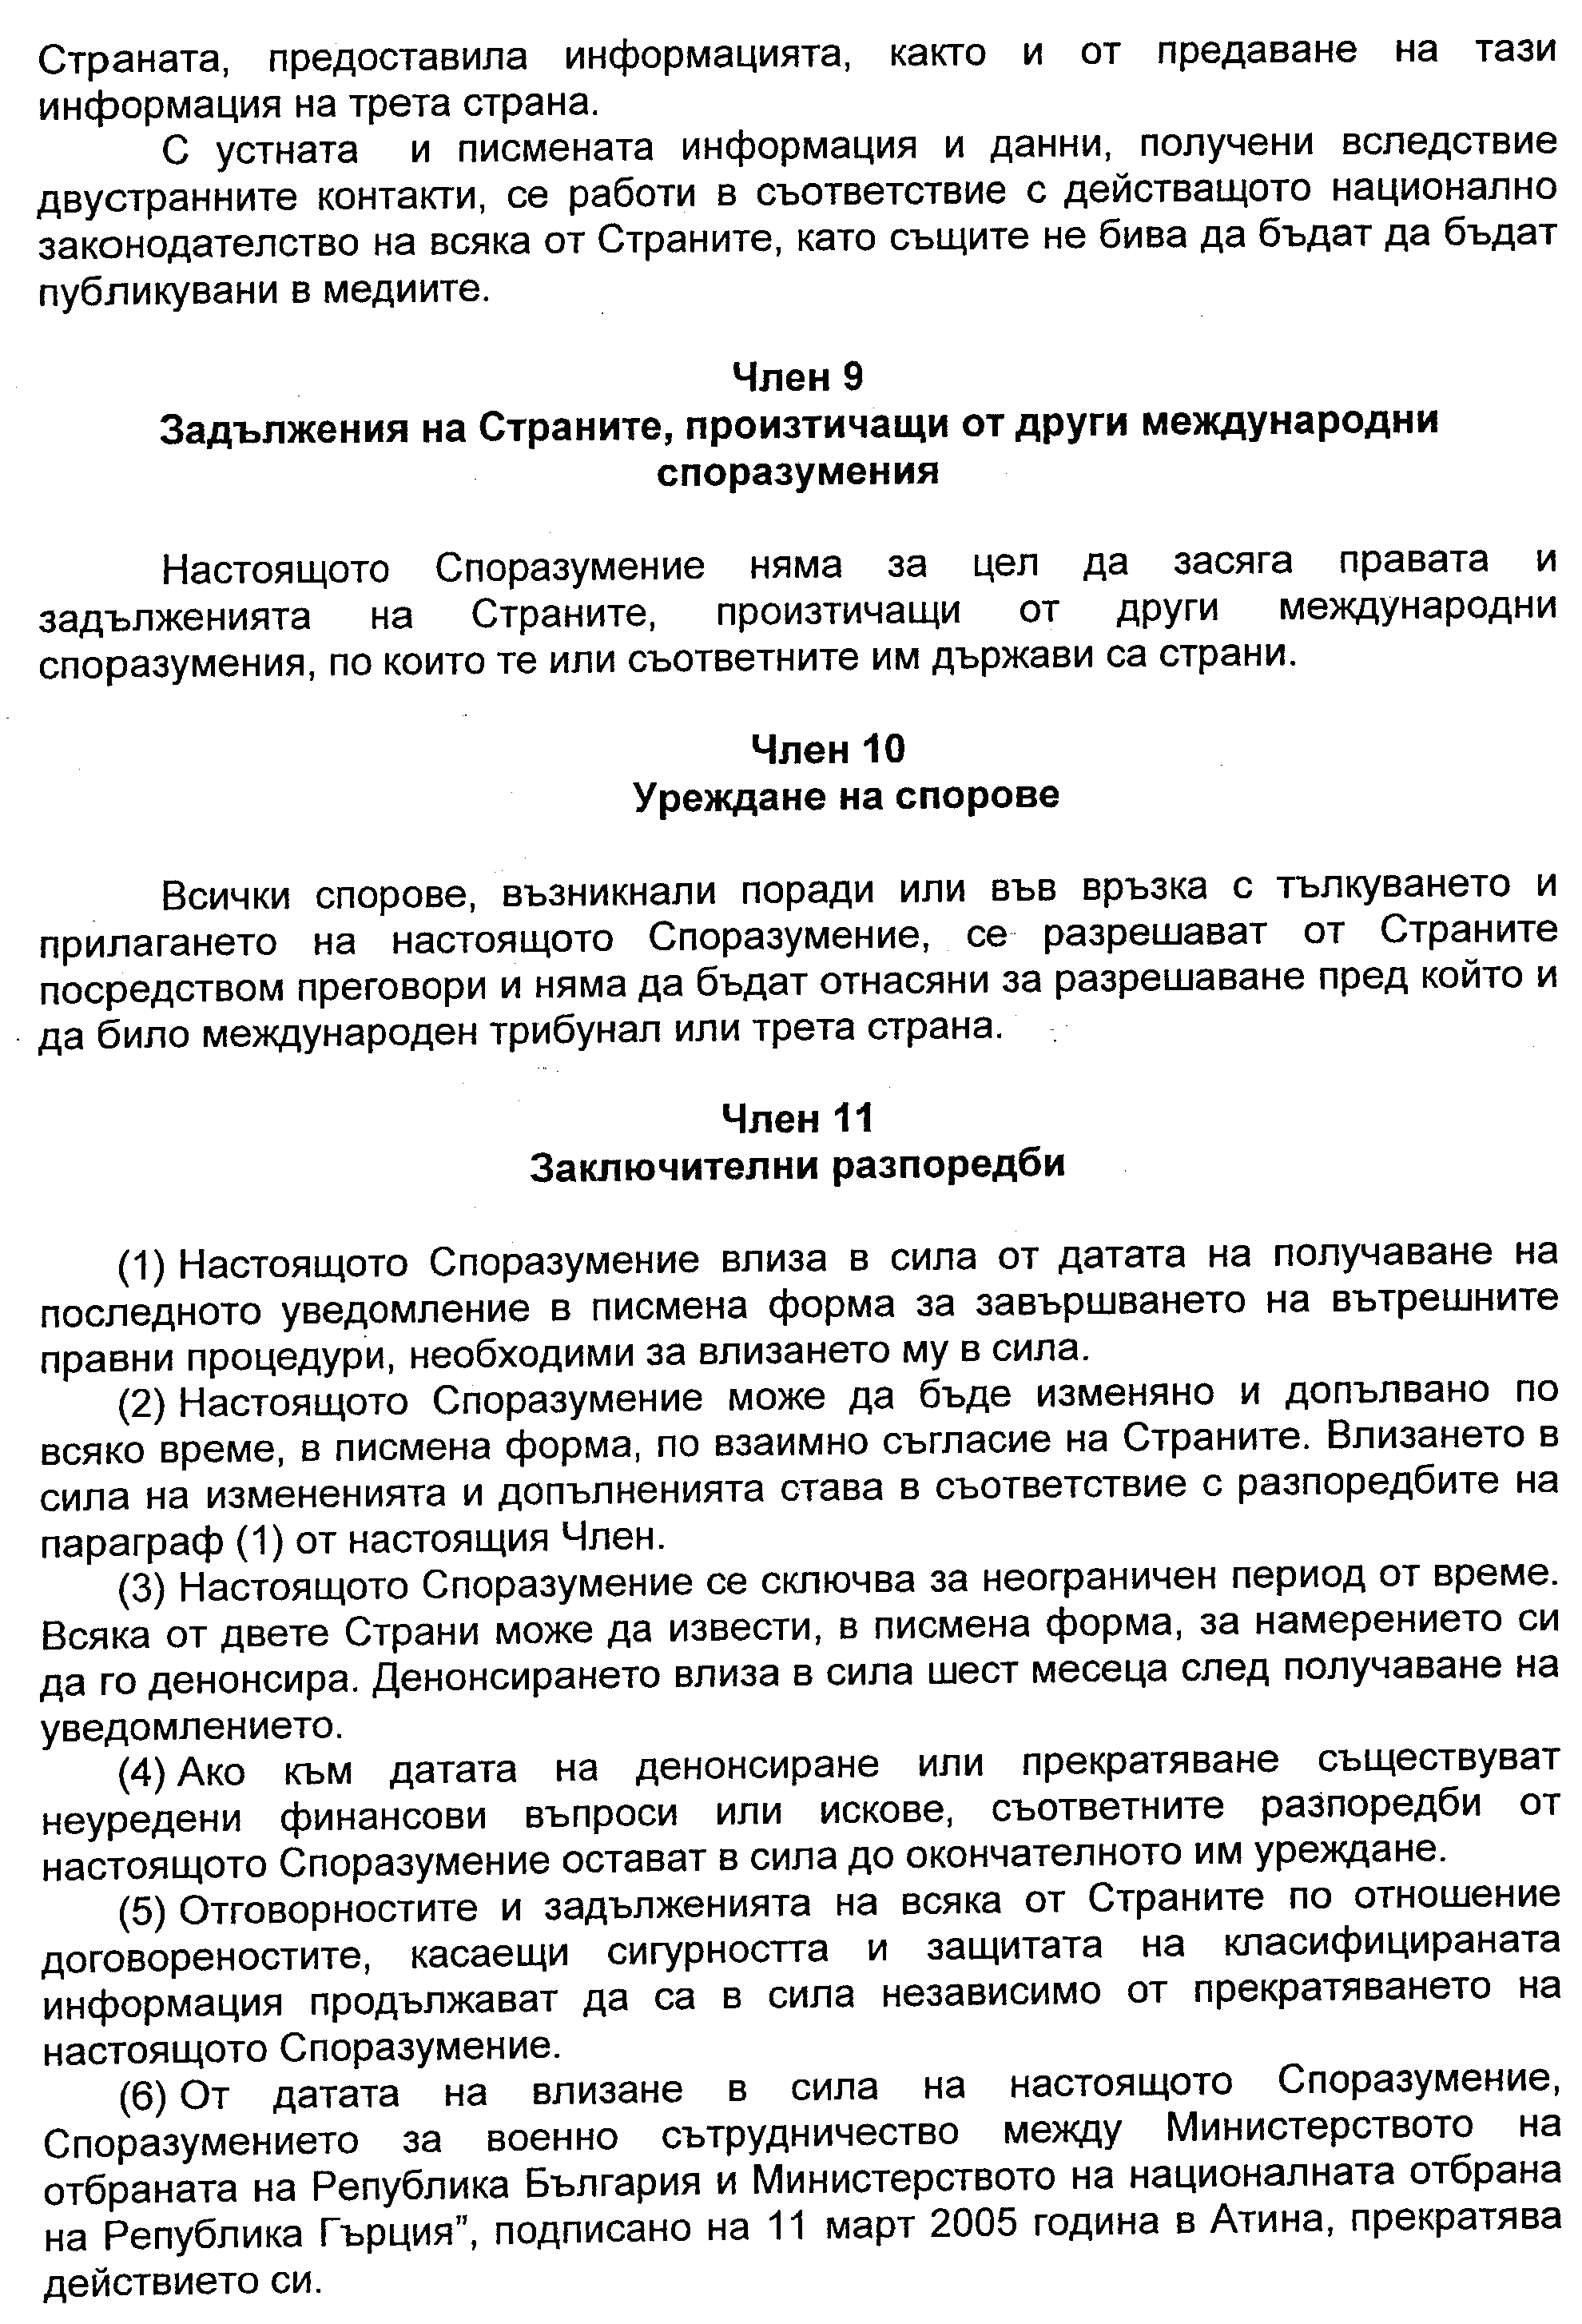 Страната, предоставила информацията, както и от предаване на тази
информация на трета страна.
С устната и писмената информация и данни, получени вследствие
двустранните контакти, се работи в съответствие с действащото национално
законодателство на всяка от Страните, като същите не бива да бъдат да бъдат
публикувани в медиите.
Член 9
Задължения на Страните, произтичащи от други международни
споразумения
Настоящото Споразумение няма за цел да засяга правата и
задълженията на Страните, произтичащи от други международни
споразумения, по които те или съответните им държави са страни.
Член 10
Уреждане на спорове
Всички спорове, възникнали поради или във връзка с тълкуването и
прилагането на настоящото Споразумение, се разрешават от Страните
посредством преговори и няма да бъдат отнасяни за разрешаване пред който и
да било международен трибунал или трета страна.
Член 11
Заключителни разпоредби
(1) Настоящото Споразумение влиза в сила от датата на получаване на
последното уведомление в писмена форма за завършването на вътрешните
правни процедури, необходими за влизането му в сила.
(2) Настоящото Споразумение може да бъде изменяно и допълвано по
всяко време, в писмена форма, по взаимно съгласие на Страните. Влизането в
сила на измененията и допълненията става в съответствие с разпоредбите на
параграф (1) от настоящия Член.
(3) Настоящото Споразумение се сключва за неограничен период от време.
Всяка от двете Страни може да извести, в писмена форма, за намерението си
да го денонсира. Денонсирането влиза в сила шест месеца след получаване на
уведомлението.
(4) Ако към датата на денонсиране или прекратяване съществуват
неуредени финансови въпроси или искове, съответните разпоредби от
настоящото Споразумение остават в сила до окончателното им уреждане.
(5) Отговорностите и задълженията на всяка от Страните по отношение
договореностите, касаещи сигурността и защитата на класифицираната
информация продължават да са в сила независимо от прекратяването на
настоящото Споразумение.
(6) От датата на влизане в сила на настоящото Споразумение,
Споразумението за военно сътрудничество между Министерството на
отбраната на Република България и Министерството на националната отбрана
на Република Гърция”, подписано на 11 март 2005 година в Атина, прекратява
действието си.